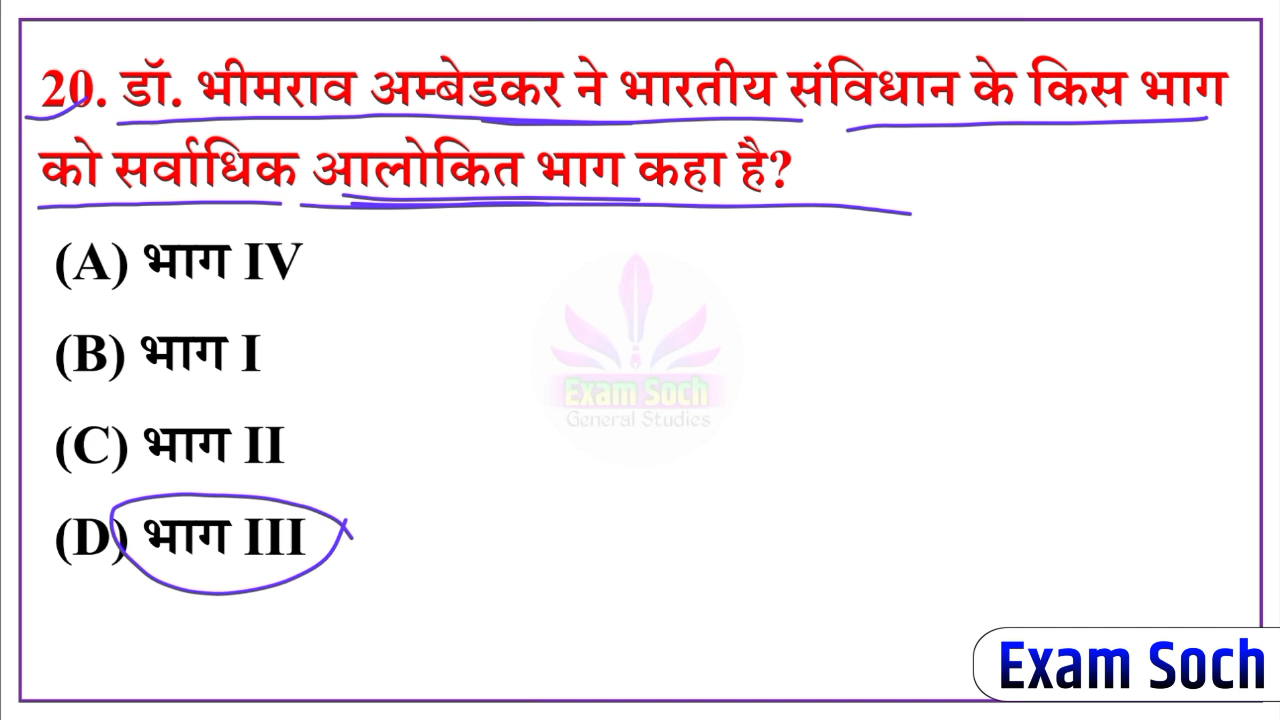 20. डॉ. भीमराव अम्बेडकर ने भारतीय संविधान के किस भाग
को सर्वाधिक आलोकित भाग कहा है?
(A) भाग IV
(B) भाग I
(C) भाग II
(D) भाग III
Exam Soch
General Studies
Exam Soch